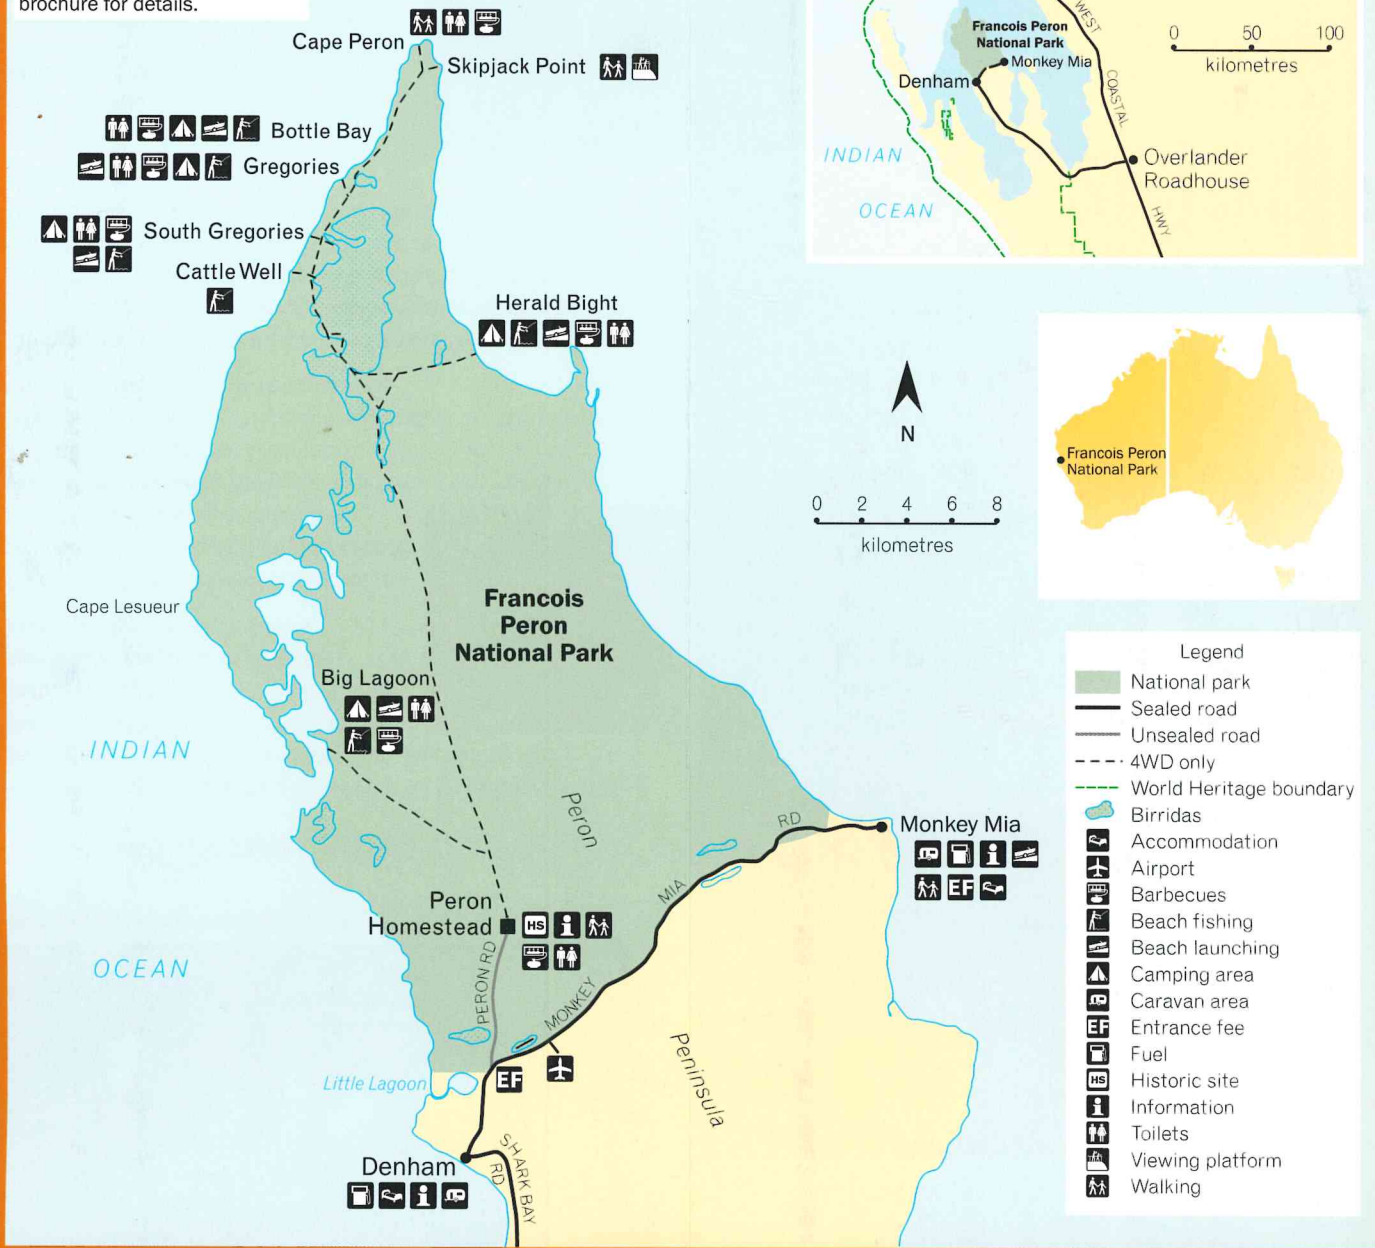 brochure for details.
Cape Peron
Skipjack Point
Bottle Bay
Gregories
South Gregories
Cattle Well
Herald Bight
Cape Lesueur
Francois
Peron
National Park
Big Lagoon
INDIAN
OCEAN
Peron
Peninsula
Peron
Homestead
HS
PERON RD
MONKEY
MIA
RD
Monkey Mia
EF
Little Lagoon
EF
Denham
SHARK BAY
RD
Francois Peron
National Park
Monkey Mia
Denham
WEST
COASTAL
HWY
Overlander
Roadhouse
INDIAN
OCEAN
0 50 100
kilometres
N
0 2 4 6 8
kilometres
Francois Peron
National Park
Legend
National park
Sealed road
Unsealed road
4WD only
World Heritage boundary
Birridas
Accommodation
Airport
Barbecues
Beach fishing
Beach launching
Camping area
Caravan area
EF Entrance fee
Fuel
HS Historic site
Information
Toilets
Viewing platform
Walking